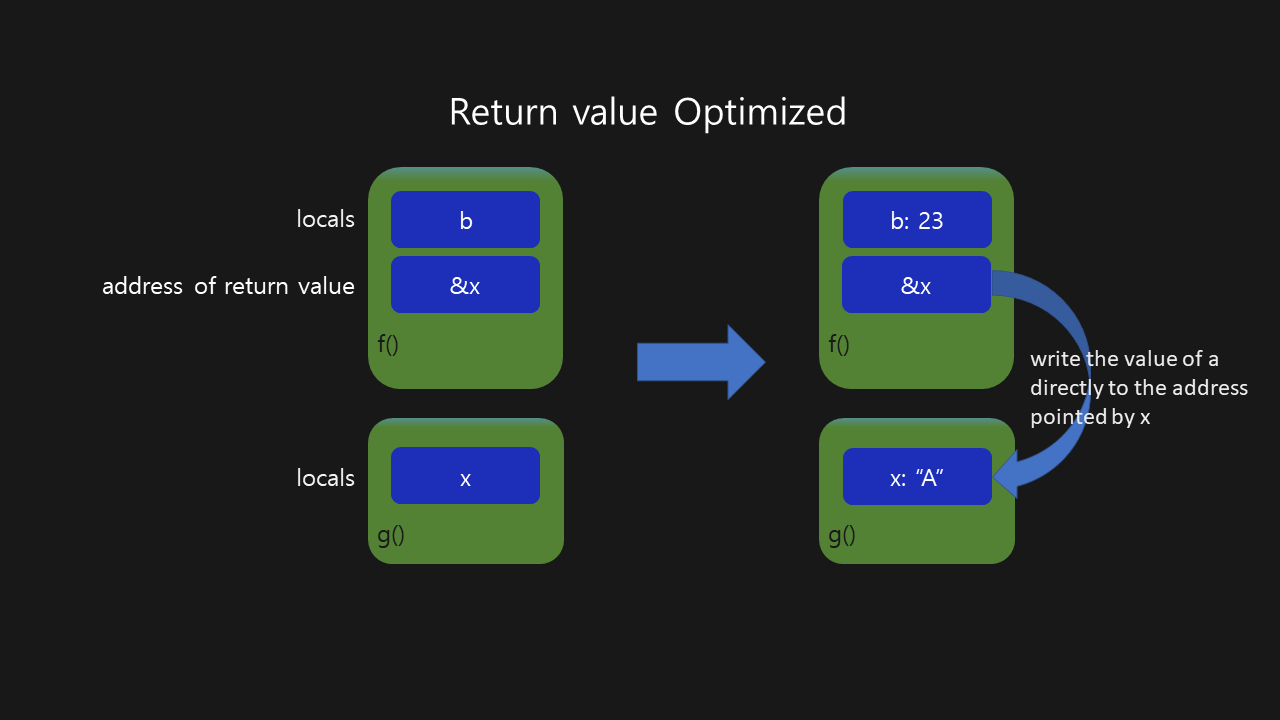 Return value Optimized
locals
b
address of return value
&x
f()
locals
x
g()
b: 23
&x
f()
write the value of a
directly to the address
pointed by x
x: “A”
g()